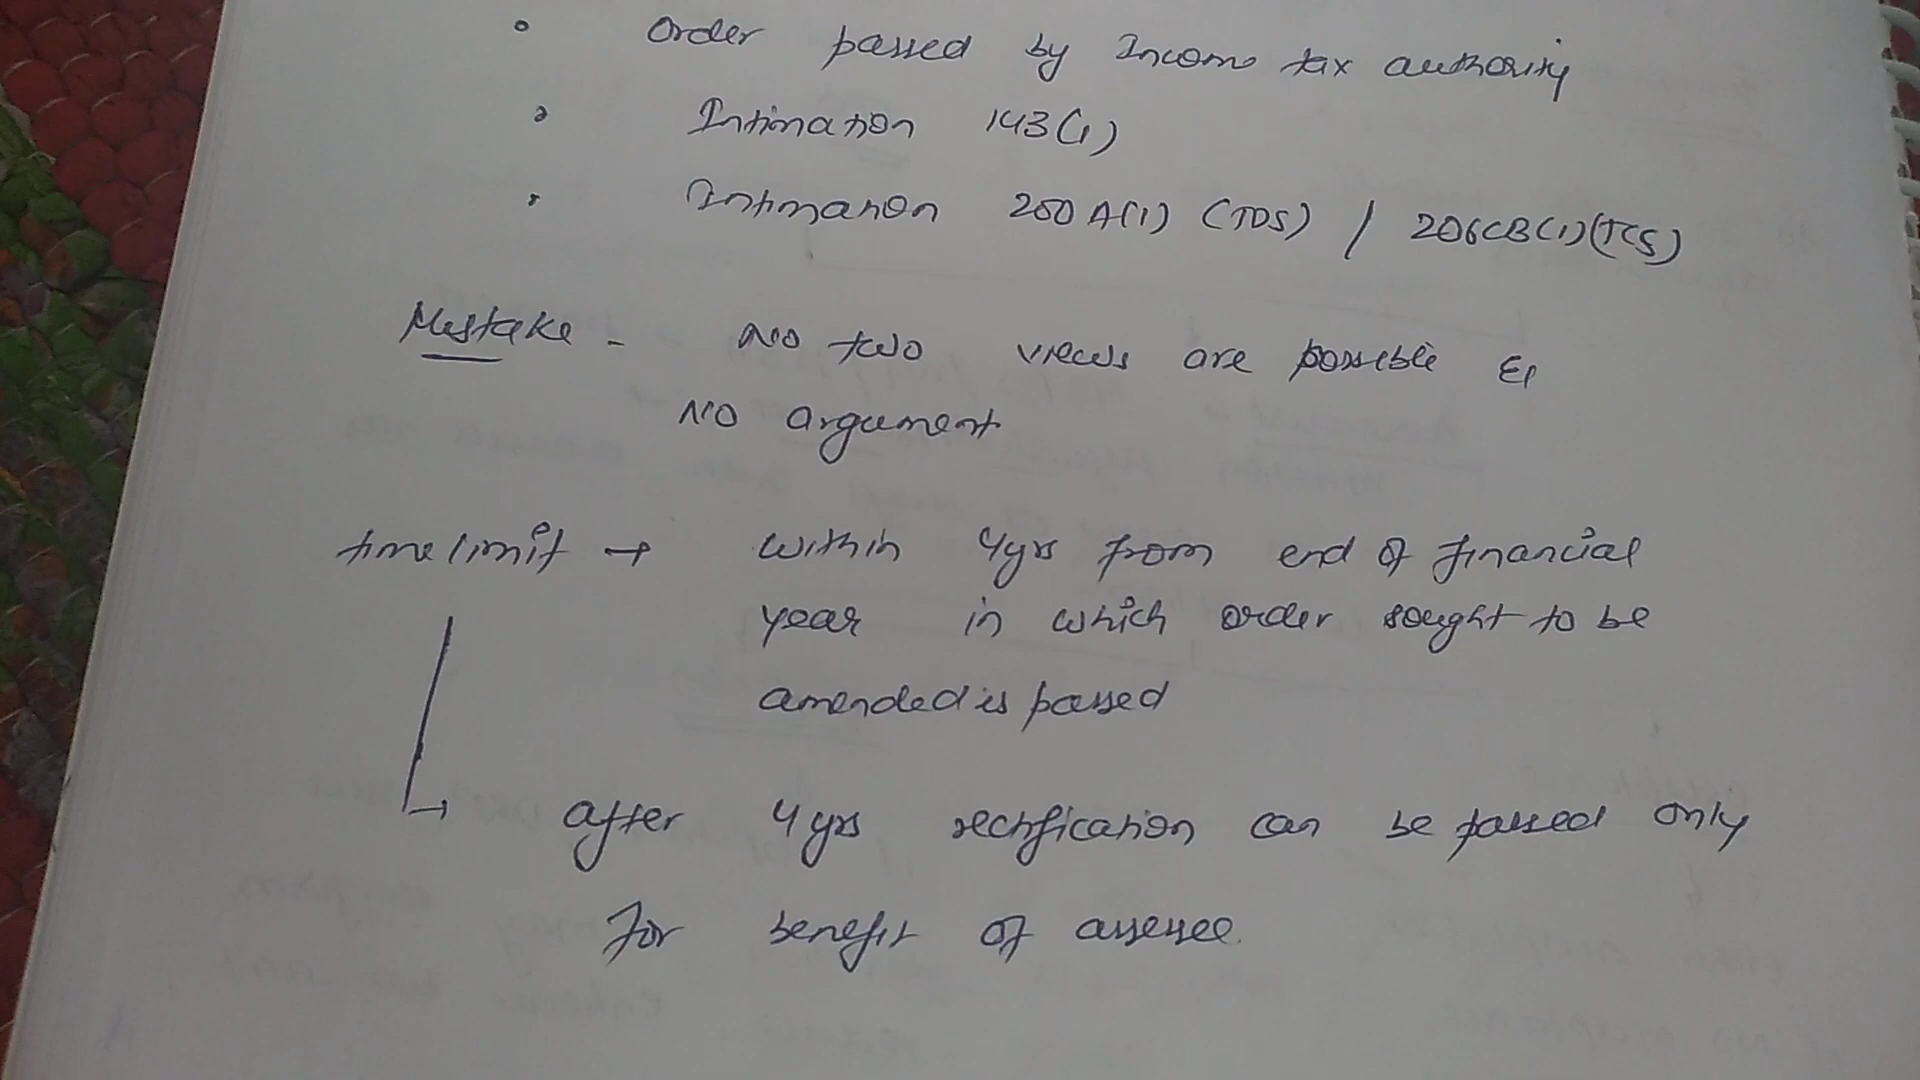 Order passed by Income tax authority
Intimation 143(1)
Intimation 200A(1) (TDS) / 206CB(1)(TCS)
Mistake - No two views are possible &
No argument
time limit → within 4yrs from end of financial
year in which order sought to be
amended is passed
after 4 yrs rectification can be passed only
For benefit of assessee.